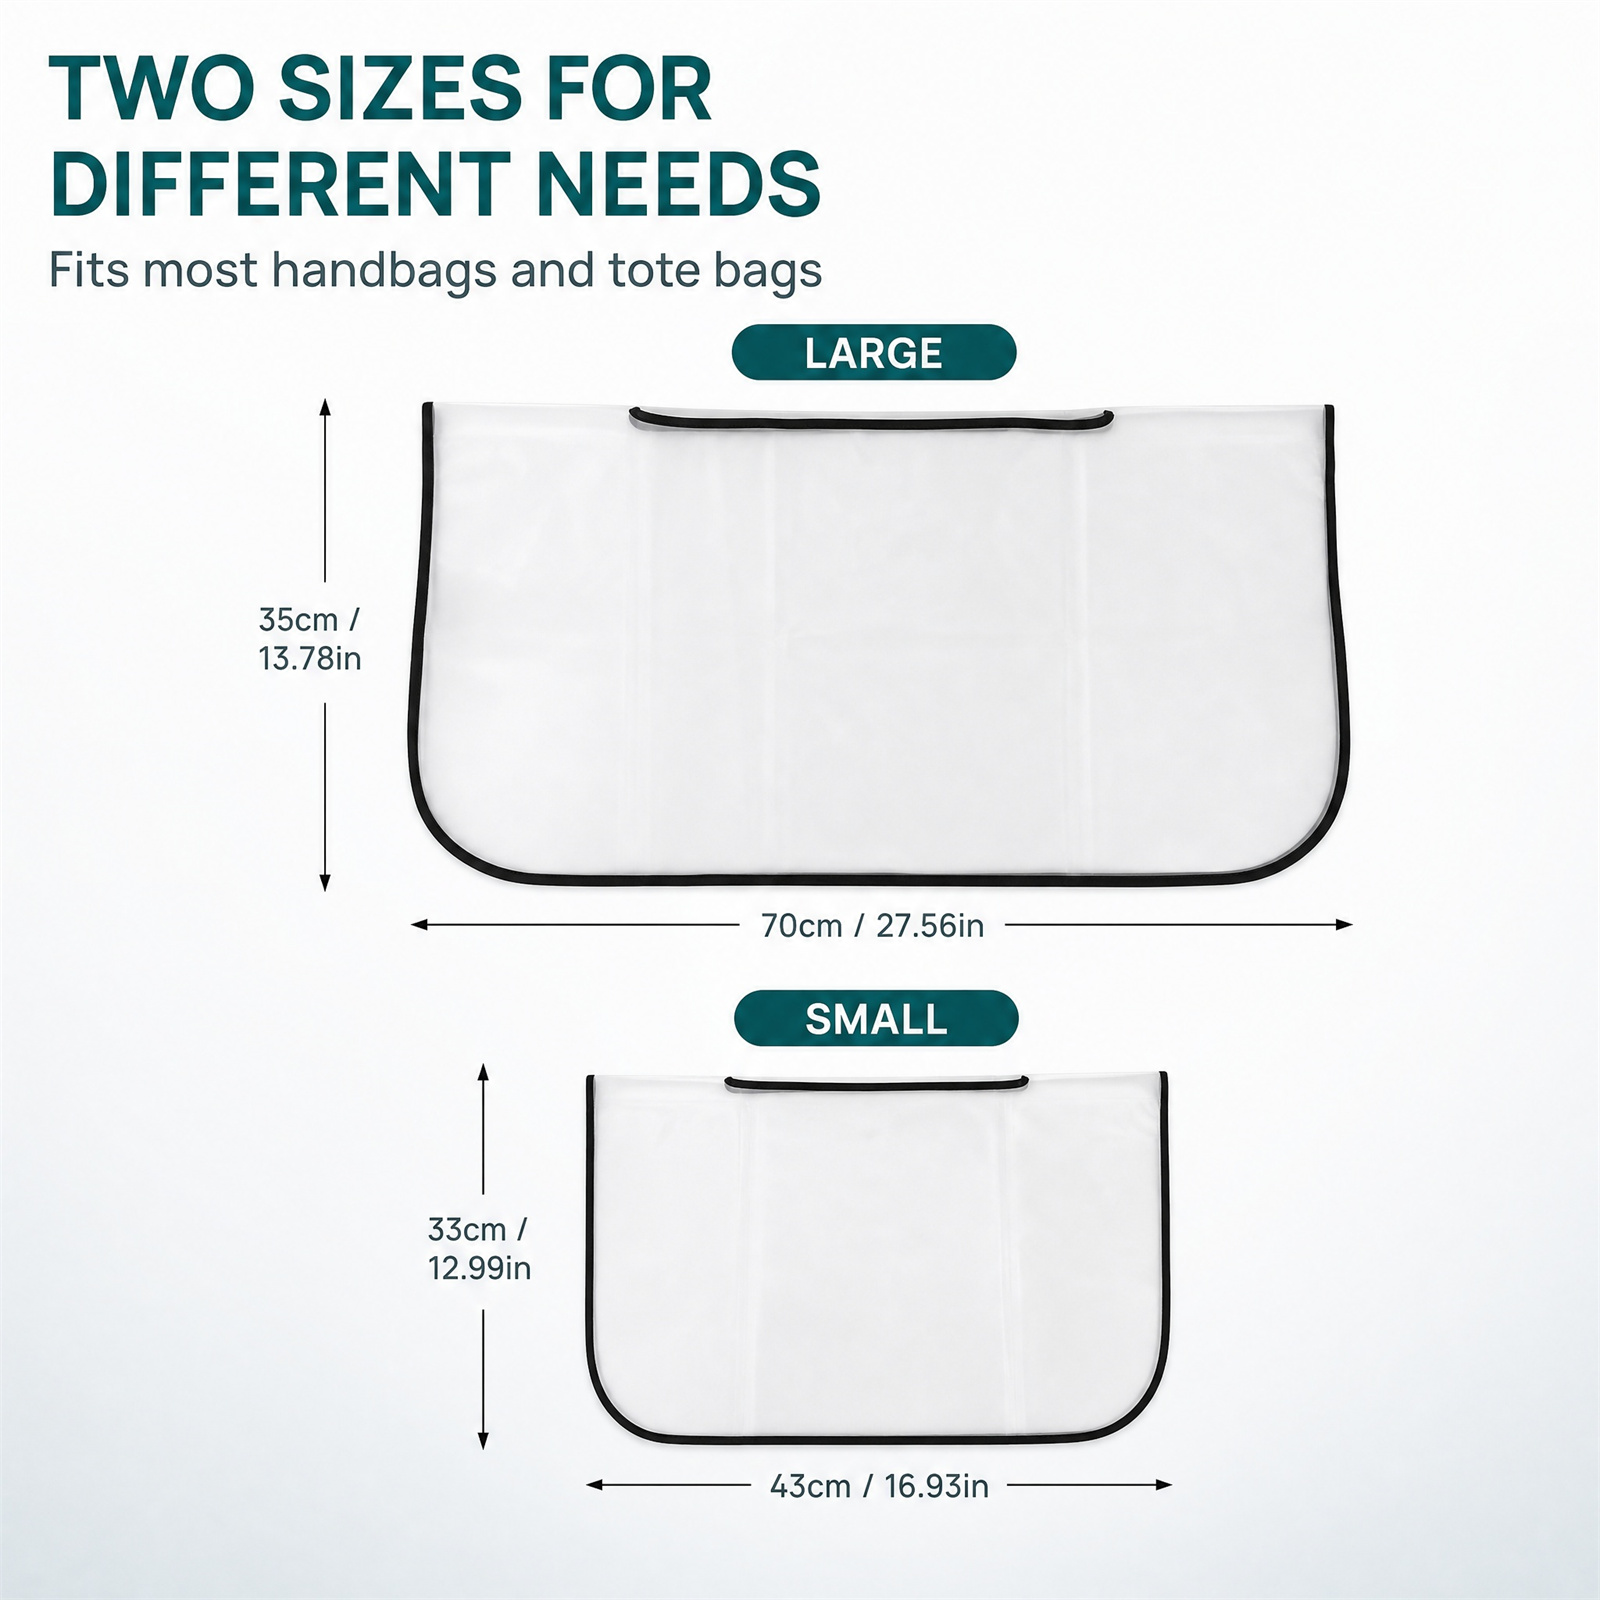 TWO SIZES FOR
DIFFERENT NEEDS
Fits most handbags and tote bags
LARGE
35cm /
13.78in
70cm / 27.56in
SMALL
33cm /
12.99in
43cm / 16.93in